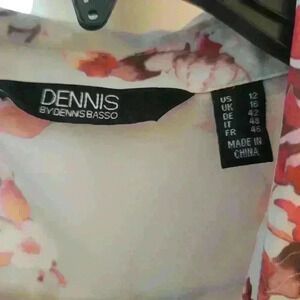 DENNIS
BY DENNIS BASSO
US 12
UK 16
DE 42
IT 48
FR 46
MADE IN
CHINA